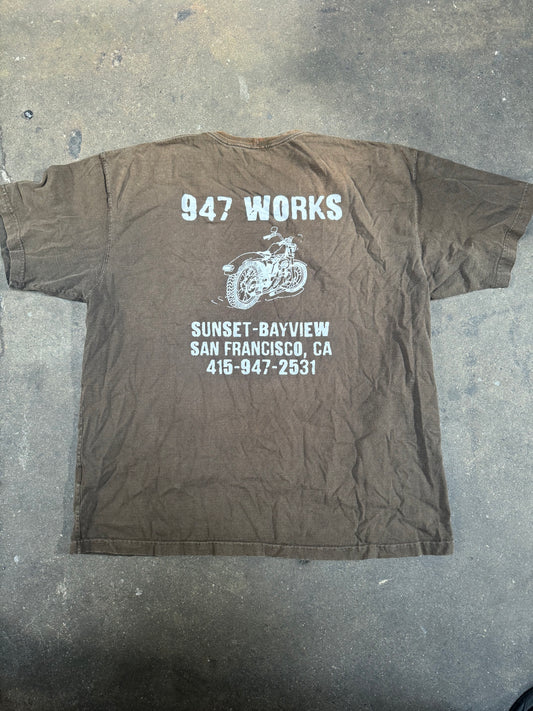 947 WORKS
SUNSET-BAYVIEW
SAN FRANCISCO, CA
415-947-2531